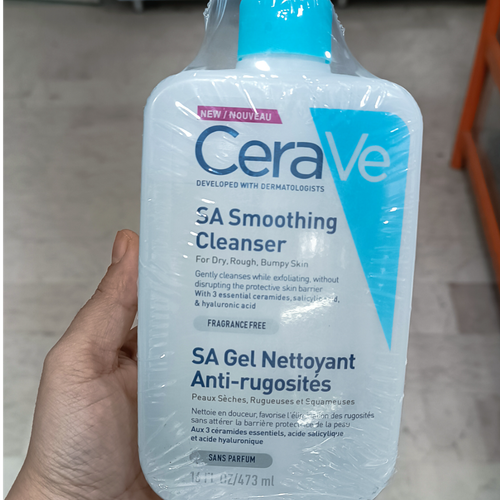 NEW / NOUVEAU
CeraVe
DEVELOPED WITH DERMATOLOGISTS
SA Smoothing
Cleanser
For Dry, Rough, Bumpy Skin
Gently cleanses while exfoliating, without
disrupting the protective skin barrier
With 3 essential ceramides, salicylic acid,
& hyaluronic acid
FRAGRANCE FREE
SA Gel Nettoyant
Anti-rugosités
Peaux Sèches, Rugueuses et Squameuses
Nettoie en douceur, favorise l'élimination des rugosités
sans altérer la barrière protectrice de la peau
Aux 3 céramides essentiels, acide salicylique
et acide hyaluronique
SANS PARFUM
16 FL OZ/473 ml